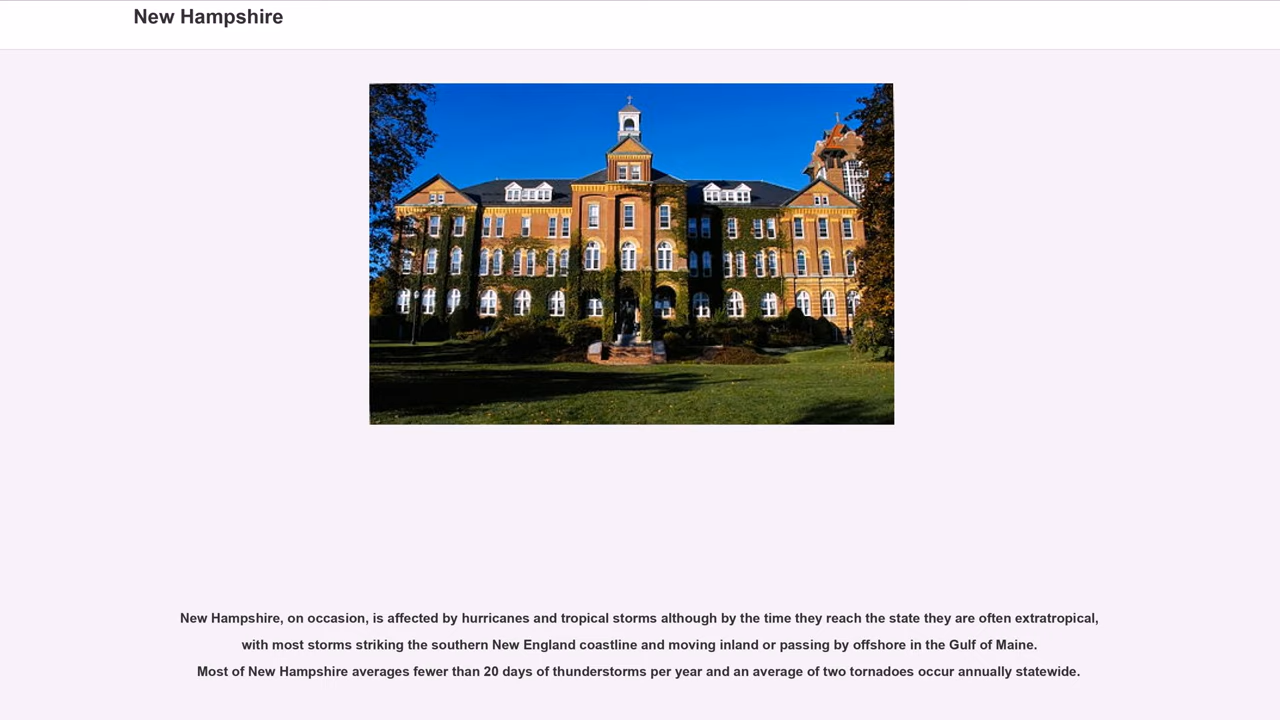 New Hampshire
New Hampshire, on occasion, is affected by hurricanes and tropical storms although by the time they reach the state they are often extratropical,
with most storms striking the southern New England coastline and moving inland or passing by offshore in the Gulf of Maine.
Most of New Hampshire averages fewer than 20 days of thunderstorms per year and an average of two tornadoes occur annually statewide.